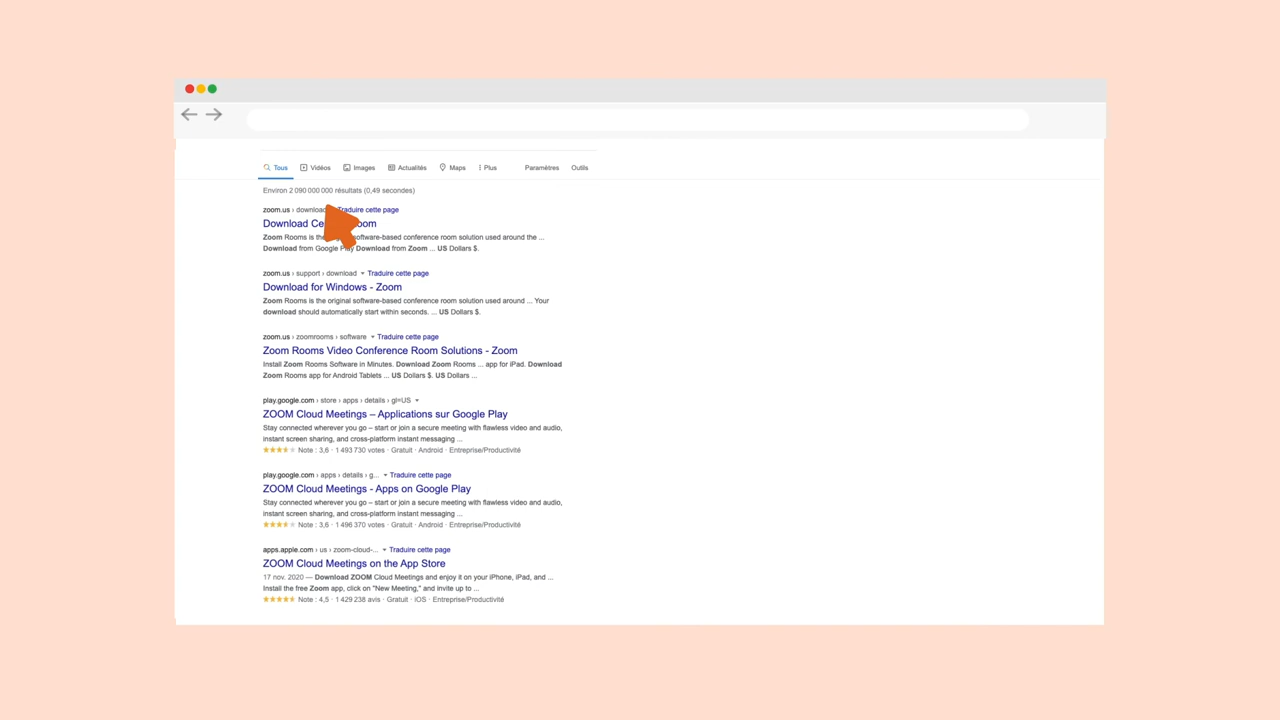 Tous Vidéos Images Actualités Maps Plus Paramètres Outils
Environ 2 090 000 000 résultats (0,49 secondes)
zoom.us › download Traduire cette page
Download Ce oom
Zoom Rooms is the software-based conference room solution used around the ...
Download from Google Play Download from Zoom ... US Dollars $.
zoom.us › support › download Traduire cette page
Download for Windows - Zoom
Zoom Rooms is the original software-based conference room solution used around ... Your
download should automatically start within seconds. ... US Dollars $.
zoom.us › zoomrooms › software Traduire cette page
Zoom Rooms Video Conference Room Solutions - Zoom
Install Zoom Rooms Software in Minutes. Download Zoom Rooms ... app for iPad. Download
Zoom Rooms app for Android Tablets ... US Dollars $. US Dollars ...
play.google.com › store › apps › details › gl=US
ZOOM Cloud Meetings – Applications sur Google Play
Stay connected wherever you go – start or join a secure meeting with flawless video and audio,
instant screen sharing, and cross-platform instant messaging ...
Note : 3,6 · 1 493 730 votes · Gratuit · Android · Entreprise/Productivité
play.google.com › apps › details › g... Traduire cette page
ZOOM Cloud Meetings - Apps on Google Play
Stay connected wherever you go – start or join a secure meeting with flawless video and audio,
instant screen sharing, and cross-platform instant messaging ...
Note : 3,6 · 1 496 370 votes · Gratuit · Android · Entreprise/Productivité
apps.apple.com › us › zoom-cloud-... Traduire cette page
ZOOM Cloud Meetings on the App Store
17 nov. 2020 — Download ZOOM Cloud Meetings and enjoy it on your iPhone, iPad, and ...
Install the free Zoom app, click on "New Meeting," and invite up to ...
Note : 4,5 · 1 429 238 avis · Gratuit · iOS · Entreprise/Productivité